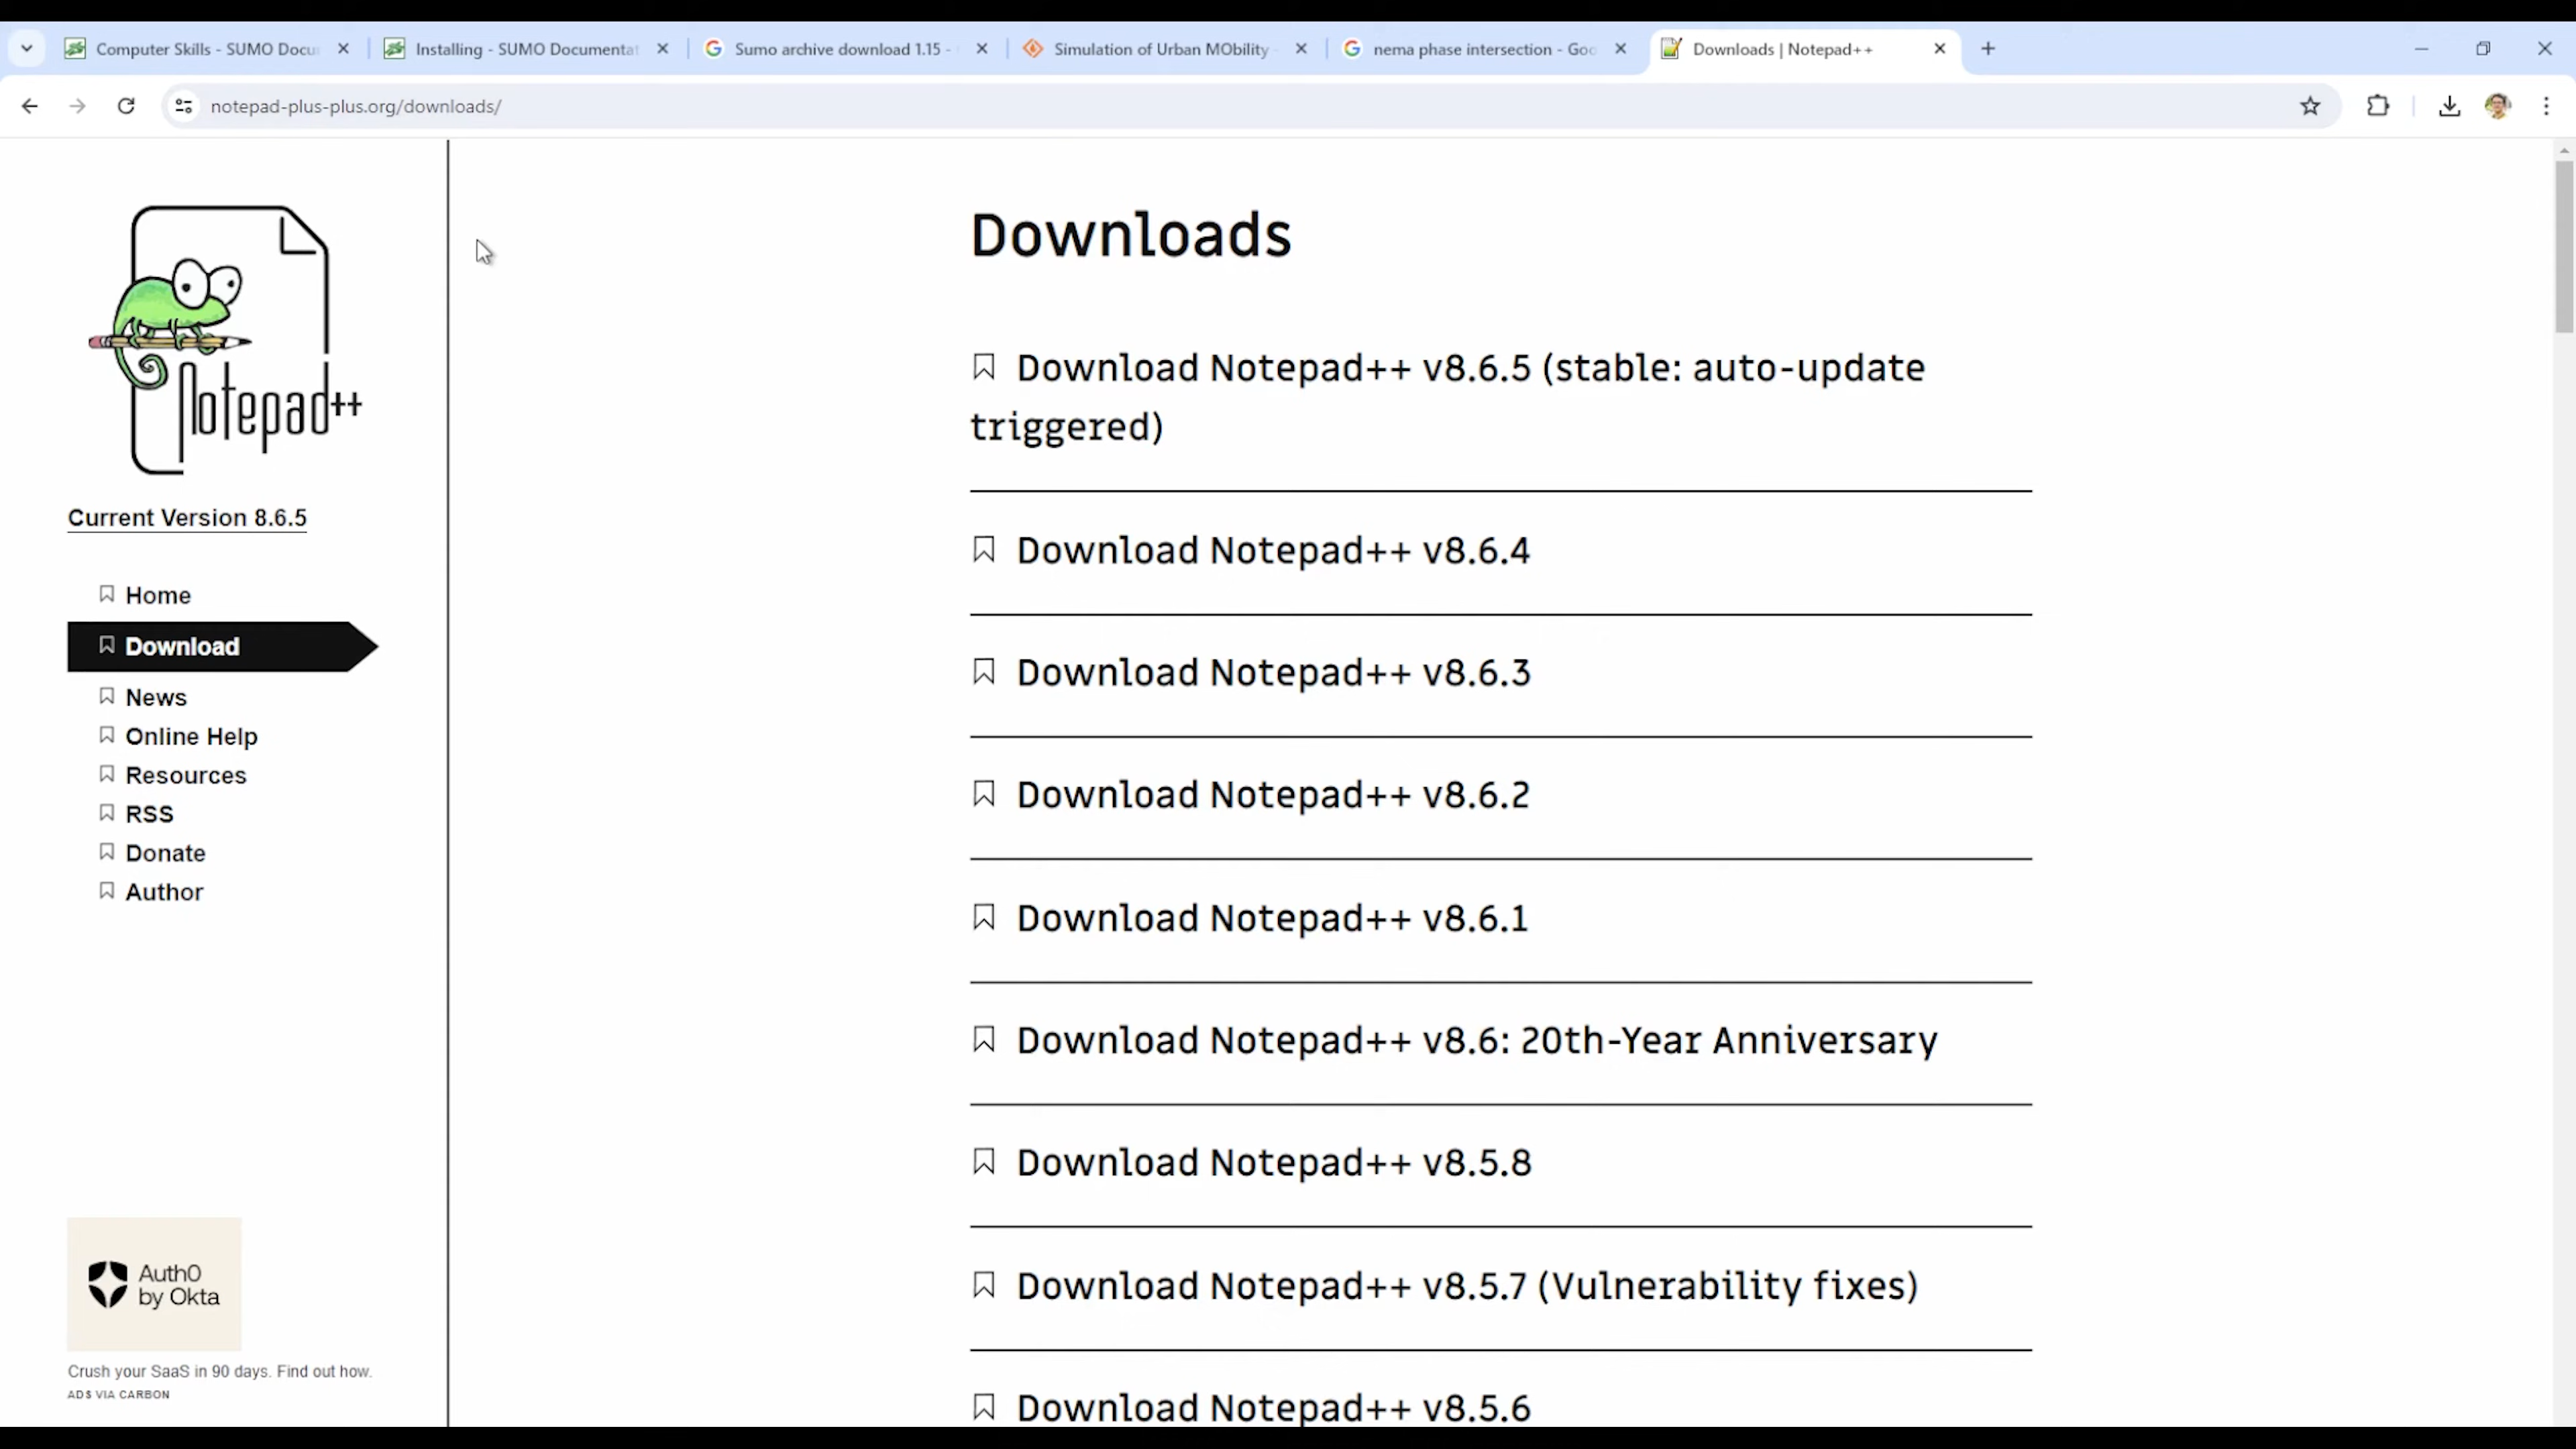 Computer Skills - SUMO Docu
Installing - SUMO Documentat
Sumo archive download 1.15 -
Simulation of Urban MObility -
nema phase intersection - Goo
Downloads | Notepad++
notepad-plus-plus.org/downloads/
Notepad++
Current Version 8.6.5
Home
Download
News
Online Help
Resources
RSS
Donate
Author
Auth0
by Okta
Crush your SaaS in 90 days. Find out how.
ADS VIA CARBON
Downloads
Download Notepad++ v8.6.5 (stable: auto-update
triggered)
Download Notepad++ v8.6.4
Download Notepad++ v8.6.3
Download Notepad++ v8.6.2
Download Notepad++ v8.6.1
Download Notepad++ v8.6: 20th-Year Anniversary
Download Notepad++ v8.5.8
Download Notepad++ v8.5.7 (Vulnerability fixes)
Download Notepad++ v8.5.6